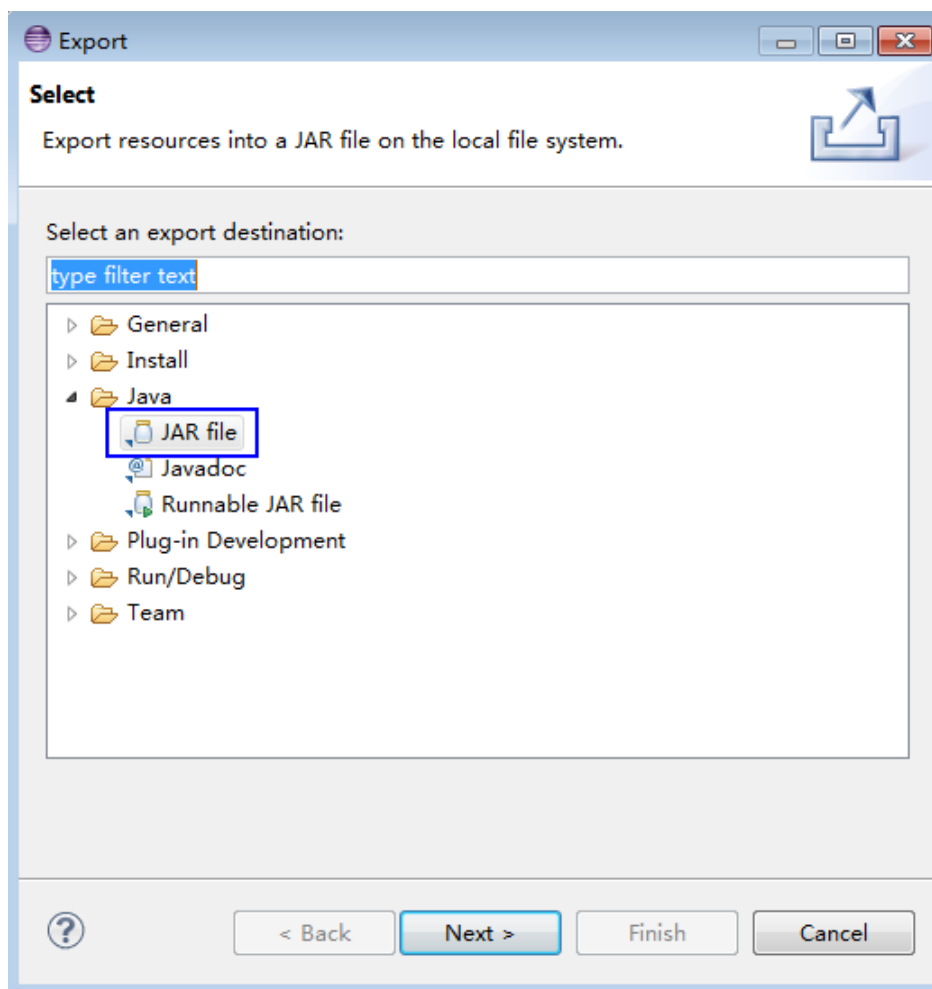 Export
Select
Export resources into a JAR file on the local file system.
Select an export destination:
type filter text
General
Install
Java
JAR file
Javadoc
Runnable JAR file
Plug-in Development
Run/Debug
Team
? < Back Next > Finish Cancel